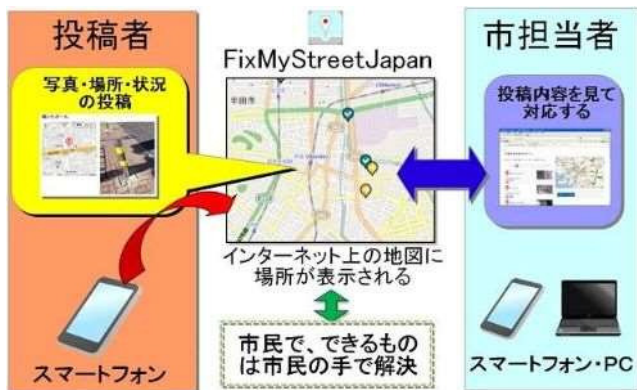 投稿者
写真・場所・状況
の投稿
スマートフォン
FixMyStreetJapan
半田市
インターネット上の地図に
場所が表示される
市民で、できるもの
は市民の手で解決
市担当者
投稿内容を見て
対応する
スマートフォン・PC